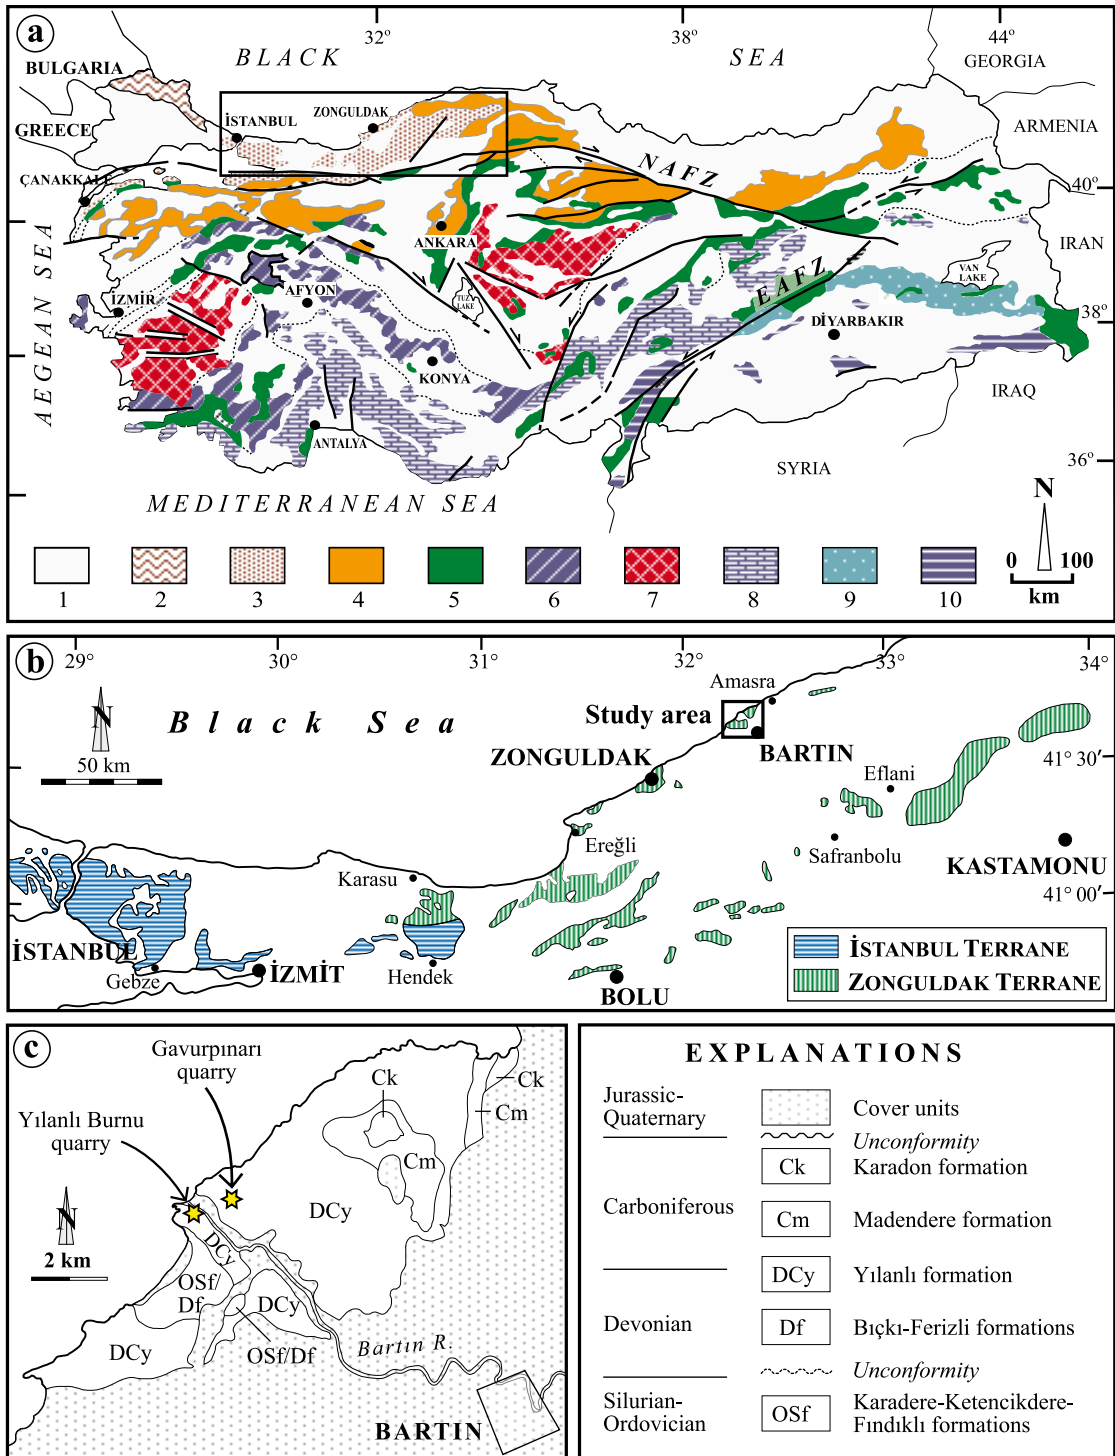 a
32°
38°
44°
BLACK SEA
BULGARIA
GEORGIA
GREECE
İSTANBUL
ZONGULDAK
ARMENIA
ÇANAKKALE
NAFZ
40°
ANKARA
IRAN
AEGEAN SEA
İZMİR
AFYON
TUZ
LAKE
EAFZ
VAN
LAKE
DİYARBAKIR
38°
KONYA
IRAQ
ANTALYA
SYRIA
36°
MEDITERRANEAN SEA
N
0 100
km
1 2 3 4 5 6 7 8 9 10
b
29° 30° 31° 32° 33° 34°
N
50 km
Black Sea
Amasra
Study area
BARTIN
ZONGULDAK
41° 30′
Eflani
Ereğli
Safranbolu
KASTAMONU
Karasu
41° 00′
İSTANBUL
Gebze
İZMİT
Hendek
BOLU
İSTANBUL TERRANE
ZONGULDAK TERRANE
c
Gavurpınarı
quarry
Yılanlı Burnu
quarry
Ck
Ck
Cm
Cm
DCy
N
2 km
DCy
OSf/
Df
DCy
DCy
OSf/Df
Bartın R.
BARTIN
EXPLANATIONS
Jurassic-
Quaternary
Cover units
Unconformity
Ck Karadon formation
Carboniferous
Cm Madendere formation
DCy Yılanlı formation
Devonian
Df Bıçkı-Ferizli formations
Unconformity
Silurian-
Ordovician
OSf Karadere-Ketencikdere-
Fındıklı formations